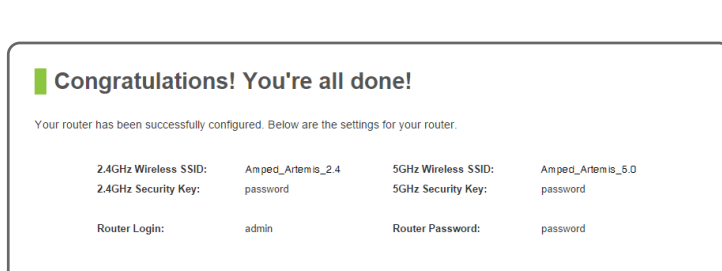 Congratulations! You're all done!
Your router has been successfully configured. Below are the settings for your router.
2.4GHz Wireless SSID: Amped_Artemis_2.4 5GHz Wireless SSID: Amped_Artemis_5.0
2.4GHz Security Key: password 5GHz Security Key: password
Router Login: admin Router Password: password